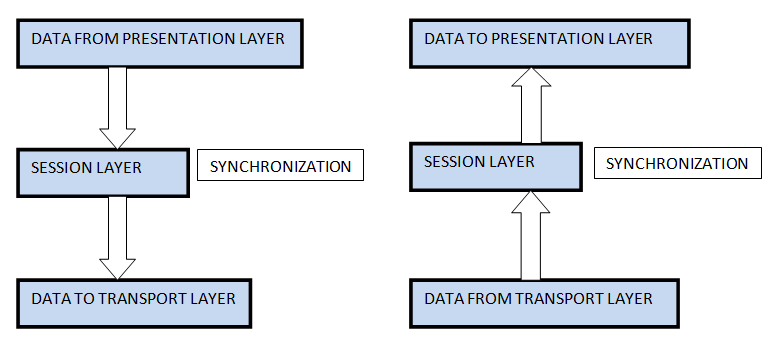 DATA FROM PRESENTATION LAYER
SESSION LAYER
SYNCHRONIZATION
DATA TO TRANSPORT LAYER
DATA TO PRESENTATION LAYER
SESSION LAYER
SYNCHRONIZATION
DATA FROM TRANSPORT LAYER